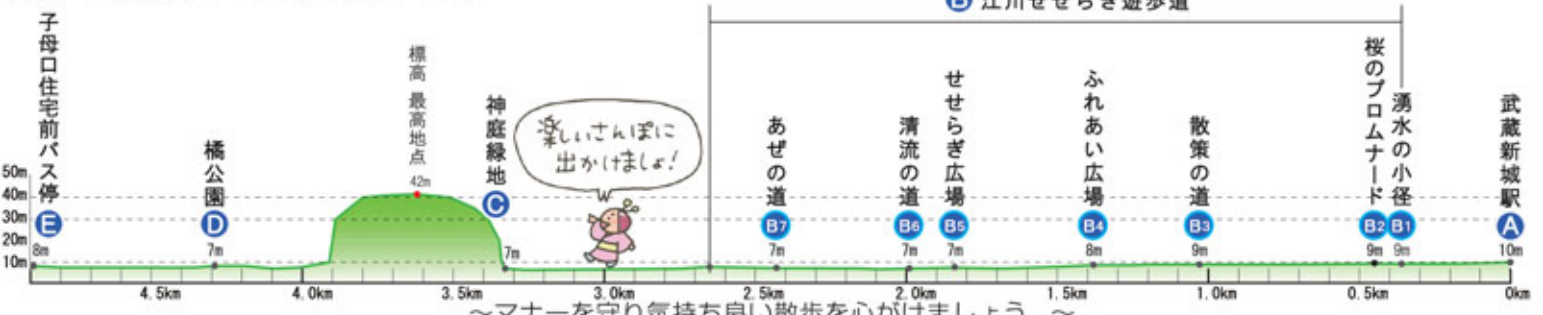 B 江川せせらぎ遊歩道
子母口住宅前バス停
E
8m
橘公園
D
7m
標高 最高地点
42m
神庭緑地
C
7m
楽しいさんぽに
出かけましょ!
あぜの道
B7
7m
清流の道
B6
7m
せせらぎ広場
B5
7m
ふれあい広場
B4
8m
散策の道
B3
9m
桜のプロムナード
B2
9m
湧水の小径
B1
9m
武蔵新城駅
A
10m
50m
40m
30m
20m
10m
4.5km 4.0km 3.5km 3.0km 2.5km 2.0km 1.5km 1.0km 0.5km 0km
～マナーを守り気持ち良い散歩を心がけましょう。～